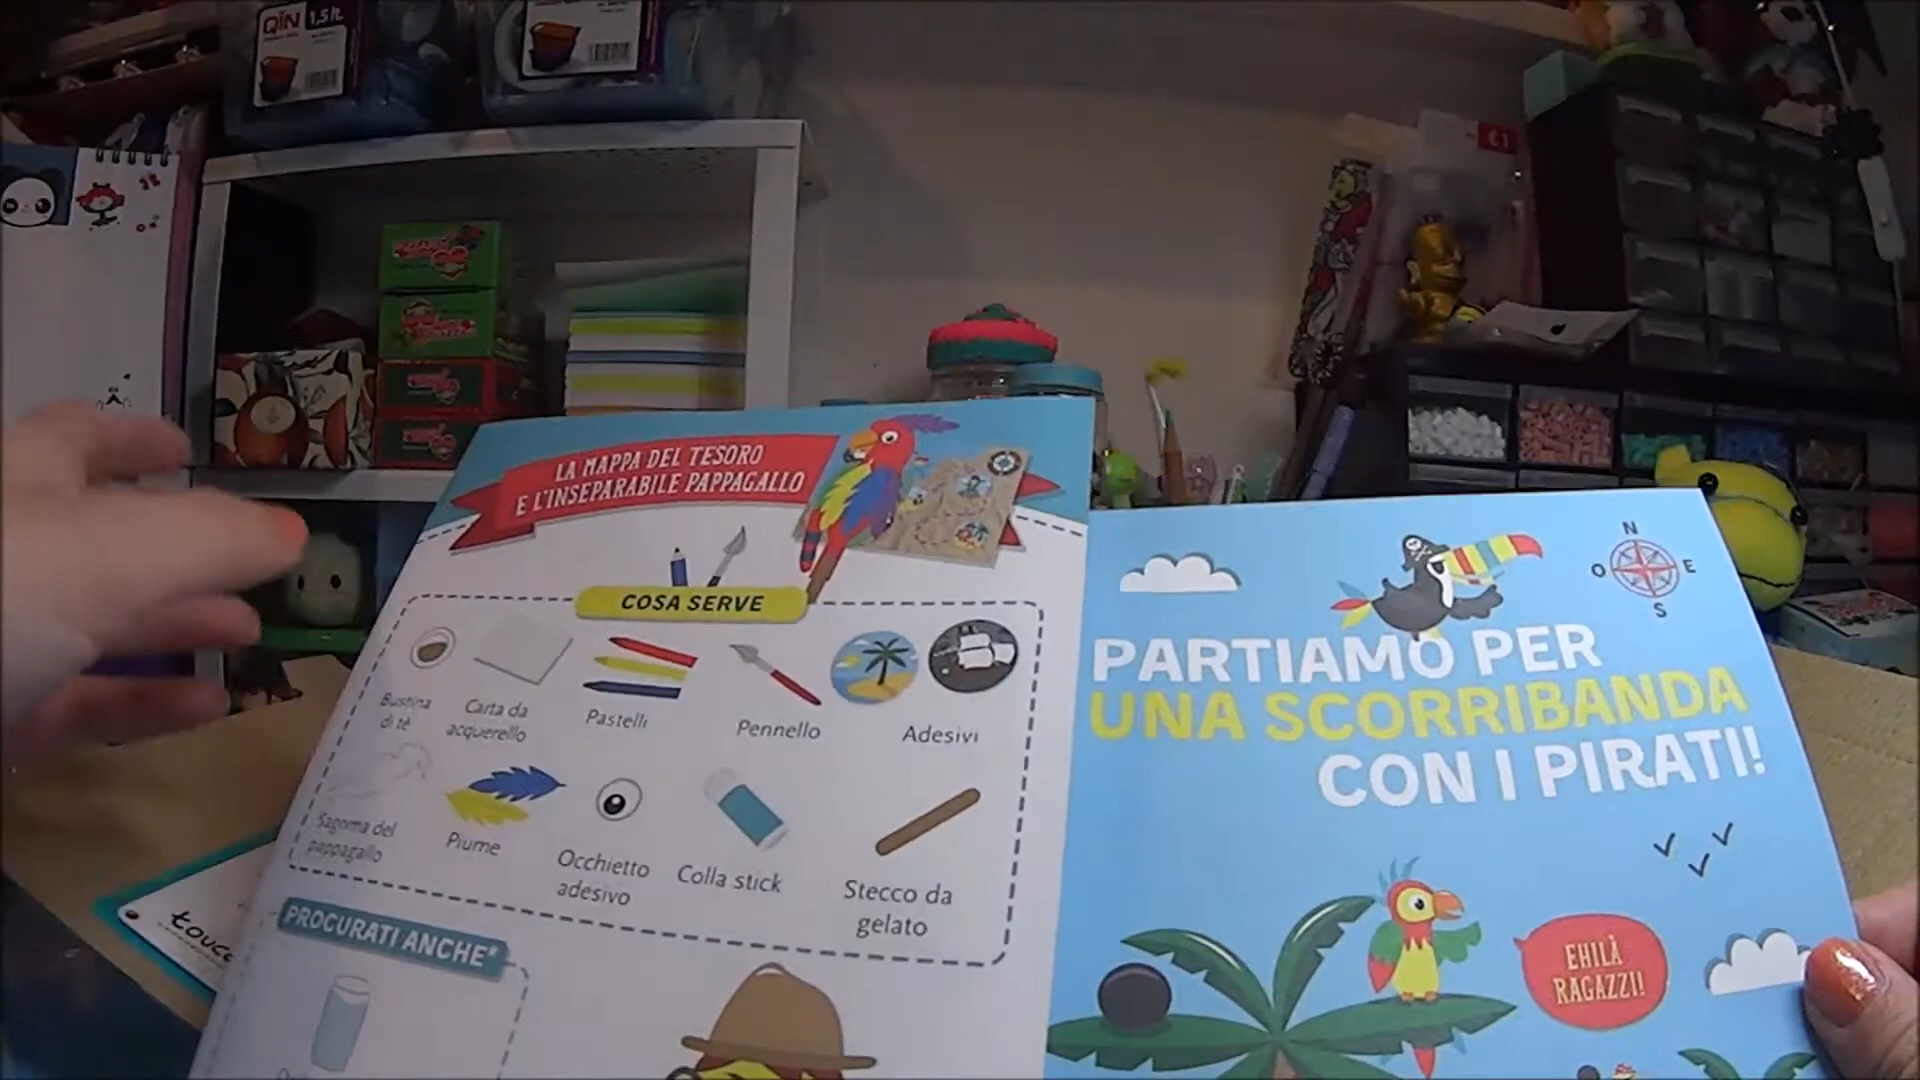 QIN 1,5 lt.
€1
LA MAPPA DEL TESORO
E L'INSEPARABILE PAPPAGALLO
COSA SERVE
Bustina
di tè
Carta da
acquerello
Pastelli
Pennello
Adesivi
Sagoma del
pappagallo
Piume
Occhietto
adesivo
Colla stick
Stecco da
gelato
PROCURATI ANCHE*
N
O E
S
PARTIAMO PER
UNA SCORRIBANDA
CON I PIRATI!
EHILÀ
RAGAZZI!